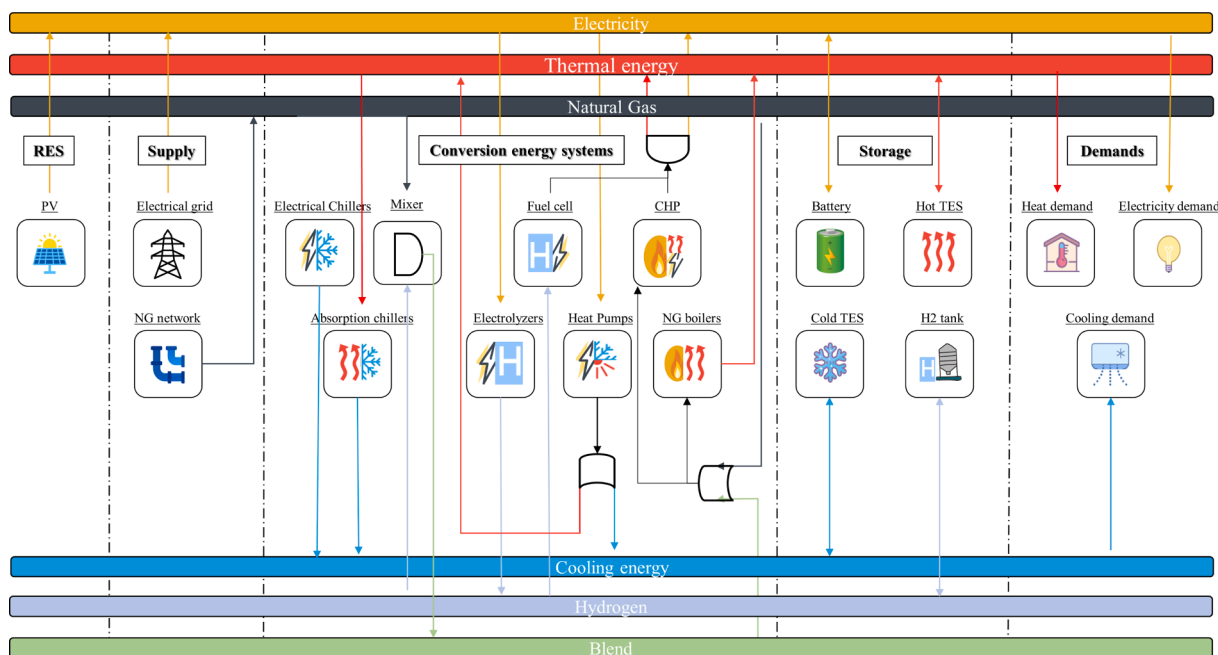 Electricity
Thermal energy
Natural Gas
RES
Supply
Conversion energy systems
Storage
Demands
PV
Electrical grid
Electrical Chillers
Mixer
Fuel cell
CHP
Battery
Hot TES
Heat demand
Electricity demand
NG network
Absorption chillers
Electrolyzers
Heat Pumps
NG boilers
Cold TES
H2 tank
Cooling demand
H
H
H2
Cooling energy
Hydrogen
Blend